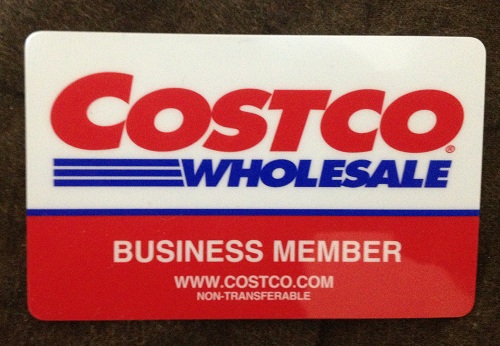 COSTCO®
WHOLESALE
BUSINESS MEMBER
WWW.COSTCO.COM
NON-TRANSFERABLE